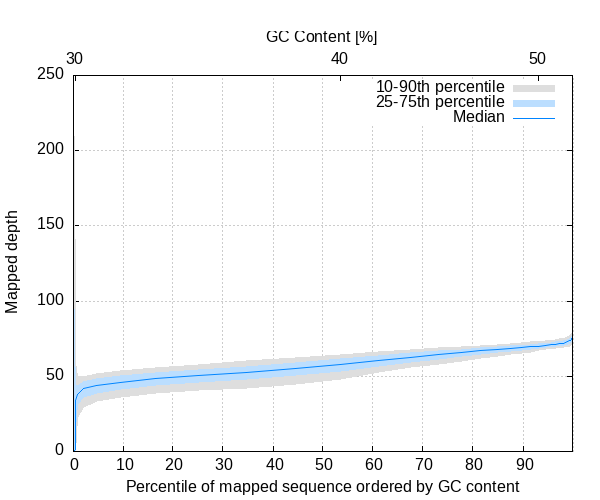 GC Content [%]
30 40 50
250
200
150
100
50
0
Mapped depth
10-90th percentile
25-75th percentile
Median
0 10 20 30 40 50 60 70 80 90
Percentile of mapped sequence ordered by GC content